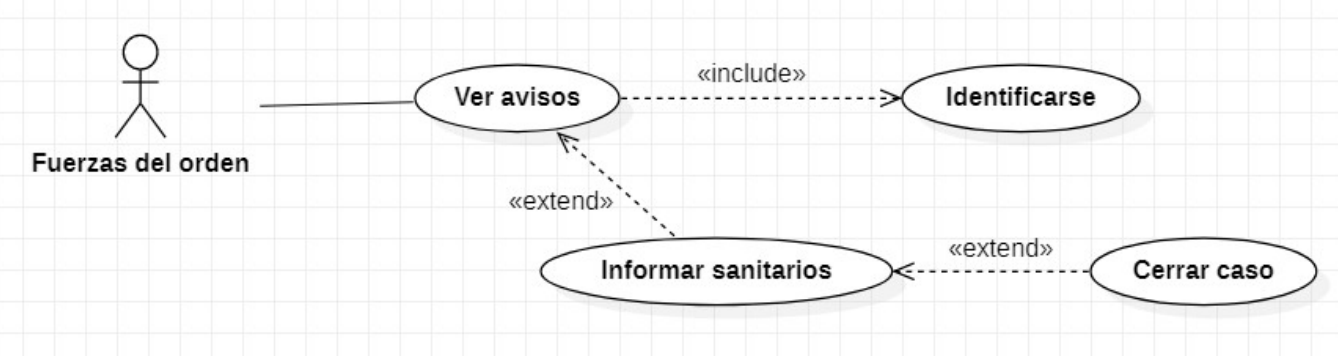 «include»
Ver avisos
Identificarse
Fuerzas del orden
«extend»
«extend»
Informar sanitarios
Cerrar caso